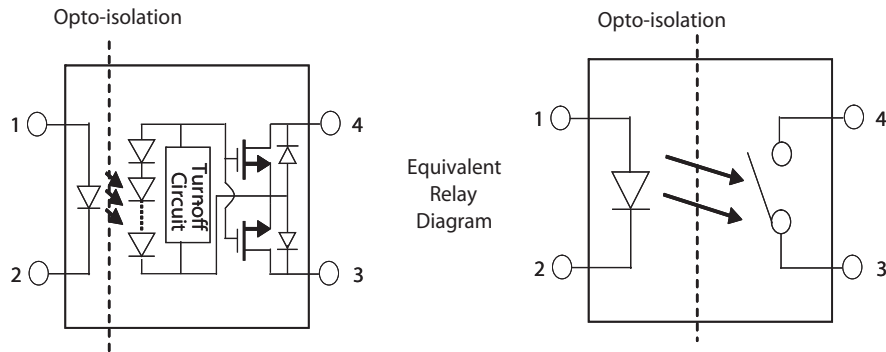 Opto-isolation
1
2
Turnoff
Circuit
4
3
Equivalent
Relay
Diagram
Opto-isolation
1
2
4
3